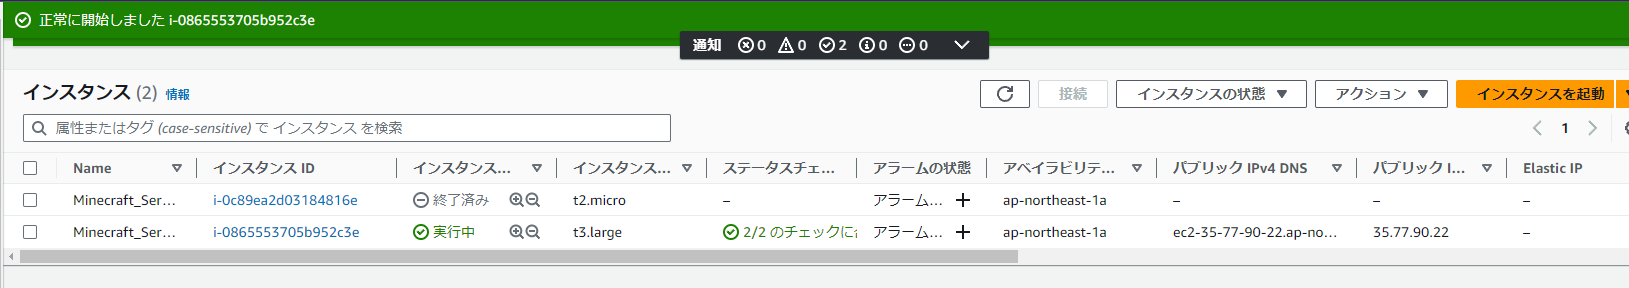 正常に開始しました i-0865553705b952c3e
通知 0 0 2 0 0
インスタンス (2) 情報
接続 インスタンスの状態 アクション インスタンスを起動
属性またはタグ (case-sensitive) で インスタンス を検索
1
Name インスタンス ID インスタンス... インスタンス... ステータスチェ... アラームの状態 アベイラビリテ... パブリック IPv4 DNS パブリック I... Elastic IP
Minecraft_Ser... i-0c89ea2d03184816e 終了済み t2.micro – アラーム... ap-northeast-1a – – –
Minecraft_Ser... i-0865553705b952c3e 実行中 t3.large 2/2 のチェックに アラーム... ap-northeast-1a ec2-35-77-90-22.ap-no... 35.77.90.22 –